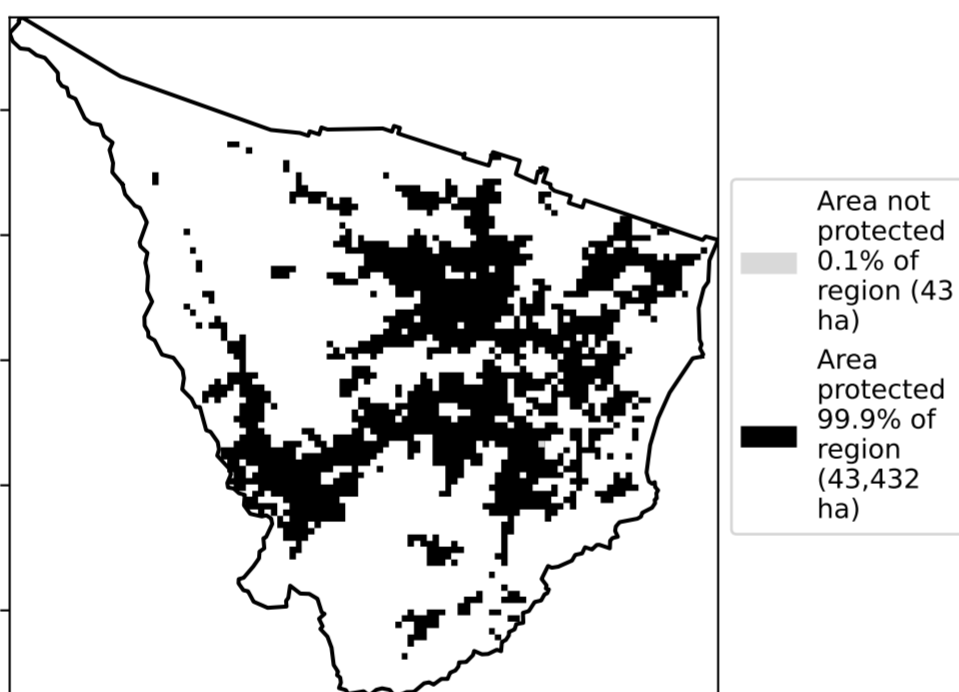 Area not
protected
0.1% of
region (43
ha)
Area
protected
99.9% of
region
(43,432
ha)